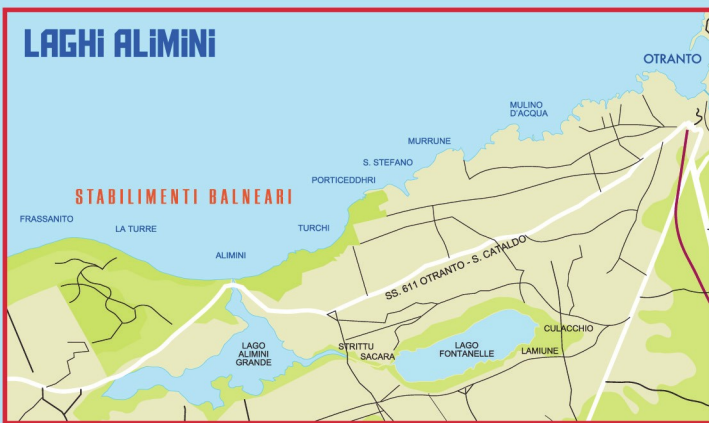 LAGHi ALiMiNi
OTRANTO
MULINO
D'ACQUA
MURRUNE
S. STEFANO
PORTICEDDHRI
STABILIMENTI BALNEARI
FRASSANITO
LA TURRE
TURCHI
ALIMINI
SS. 611 OTRANTO - S. CATALDO
CULACCHIO
LAGO
ALIMINI
GRANDE
STRITTU
SACARA
LAGO
FONTANELLE
LAMIUNE